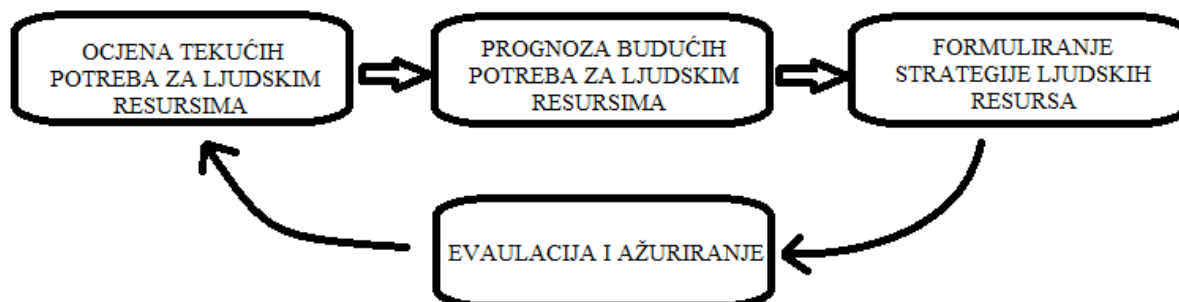 OCJENA TEKUĆIH
POTREBA ZA LJUDSKIM
RESURSIMA
PROGNOZA BUDUĆIH
POTREBA ZA LJUDSKIM
RESURSIMA
FORMULIRANJE
STRATEGIJE LJUDSKIH
RESURSA
EVAULACIJA I AŽURIRANJE